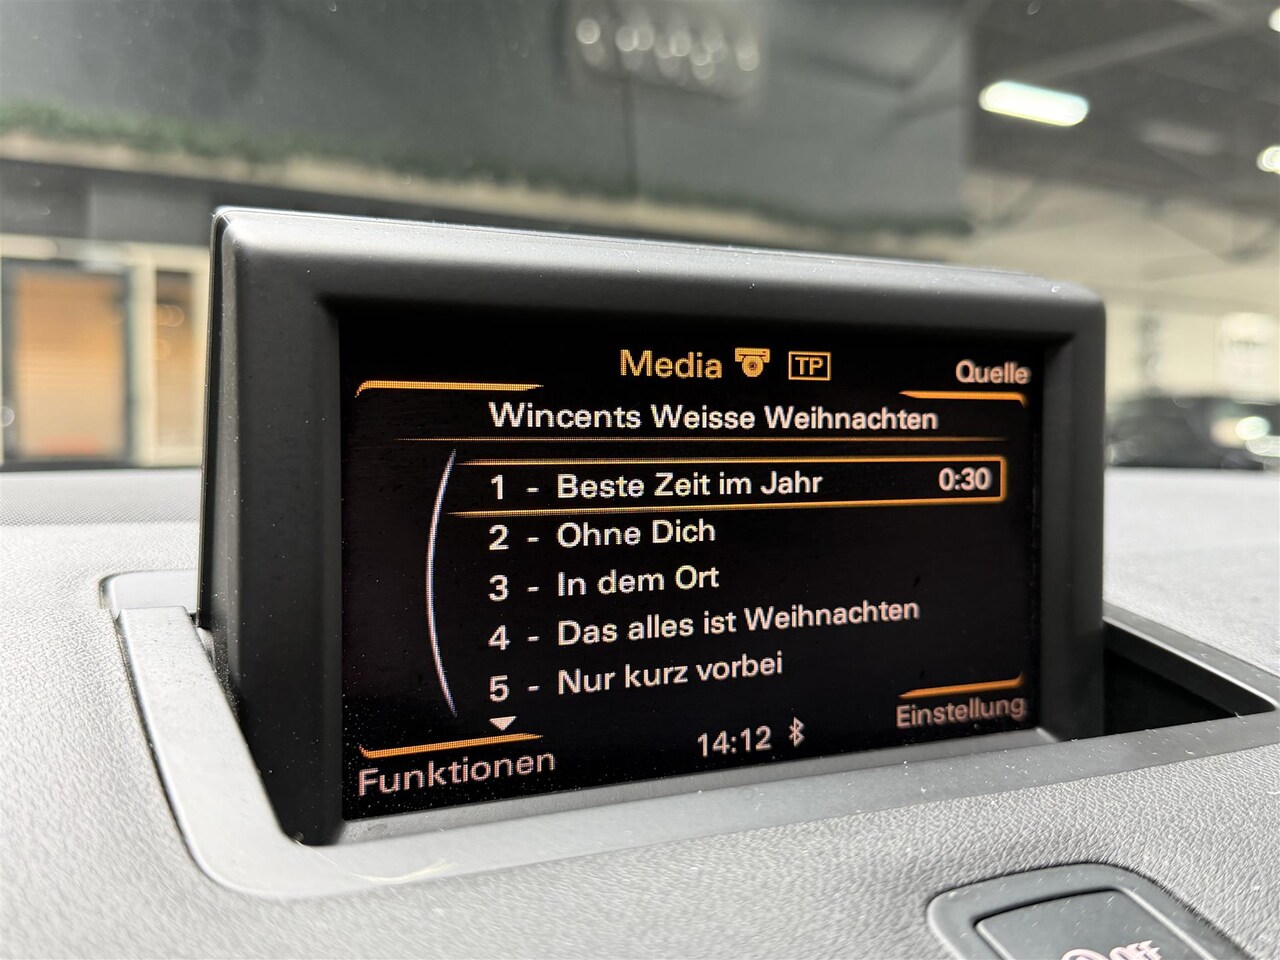 Media TP
Quelle
Wincents Weisse Weihnachten
1 - Beste Zeit im Jahr 0:30
2 - Ohne Dich
3 - In dem Ort
4 - Das alles ist Weihnachten
5 - Nur kurz vorbei
Einstellung
14:12
Funktionen
OFF